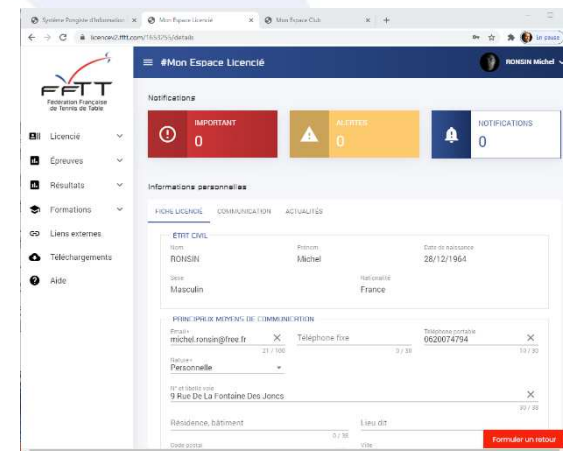 Système Pongiste d'Information
Mon Espace Licencié
Mon Espace Club
licencev2.fftt.com/1653255/details
#Mon Espace Licencié
RONSIN Michel
FFTT
Fédération Française
de Tennis de Table
Licencié
Épreuves
Résultats
Formations
Liens externes
Téléchargements
Aide
Notifications
IMPORTANT
0
ALERTES
0
NOTIFICATIONS
0
Informations personnelles
FICHE LICENCIÉ COMMUNICATION ACTUALITÉS
ÉTAT CIVIL
Nom Prénom Date de naissance
RONSIN Michel 28/12/1964
Sexe Nationalité
Masculin France
PRINCIPAUX MOYENS DE COMMUNICATION
Email* Téléphone portable
michel.ronsin@free.fr Téléphone fixe 0620074794
21 / 100 0 / 30 10 / 30
Nature*
Personnelle
N° et libellé voie
9 Rue De La Fontaine Des Joncs
30 / 38
Résidence, bâtiment Lieu dit
0 / 38
Code postal Ville
Formuler un retour